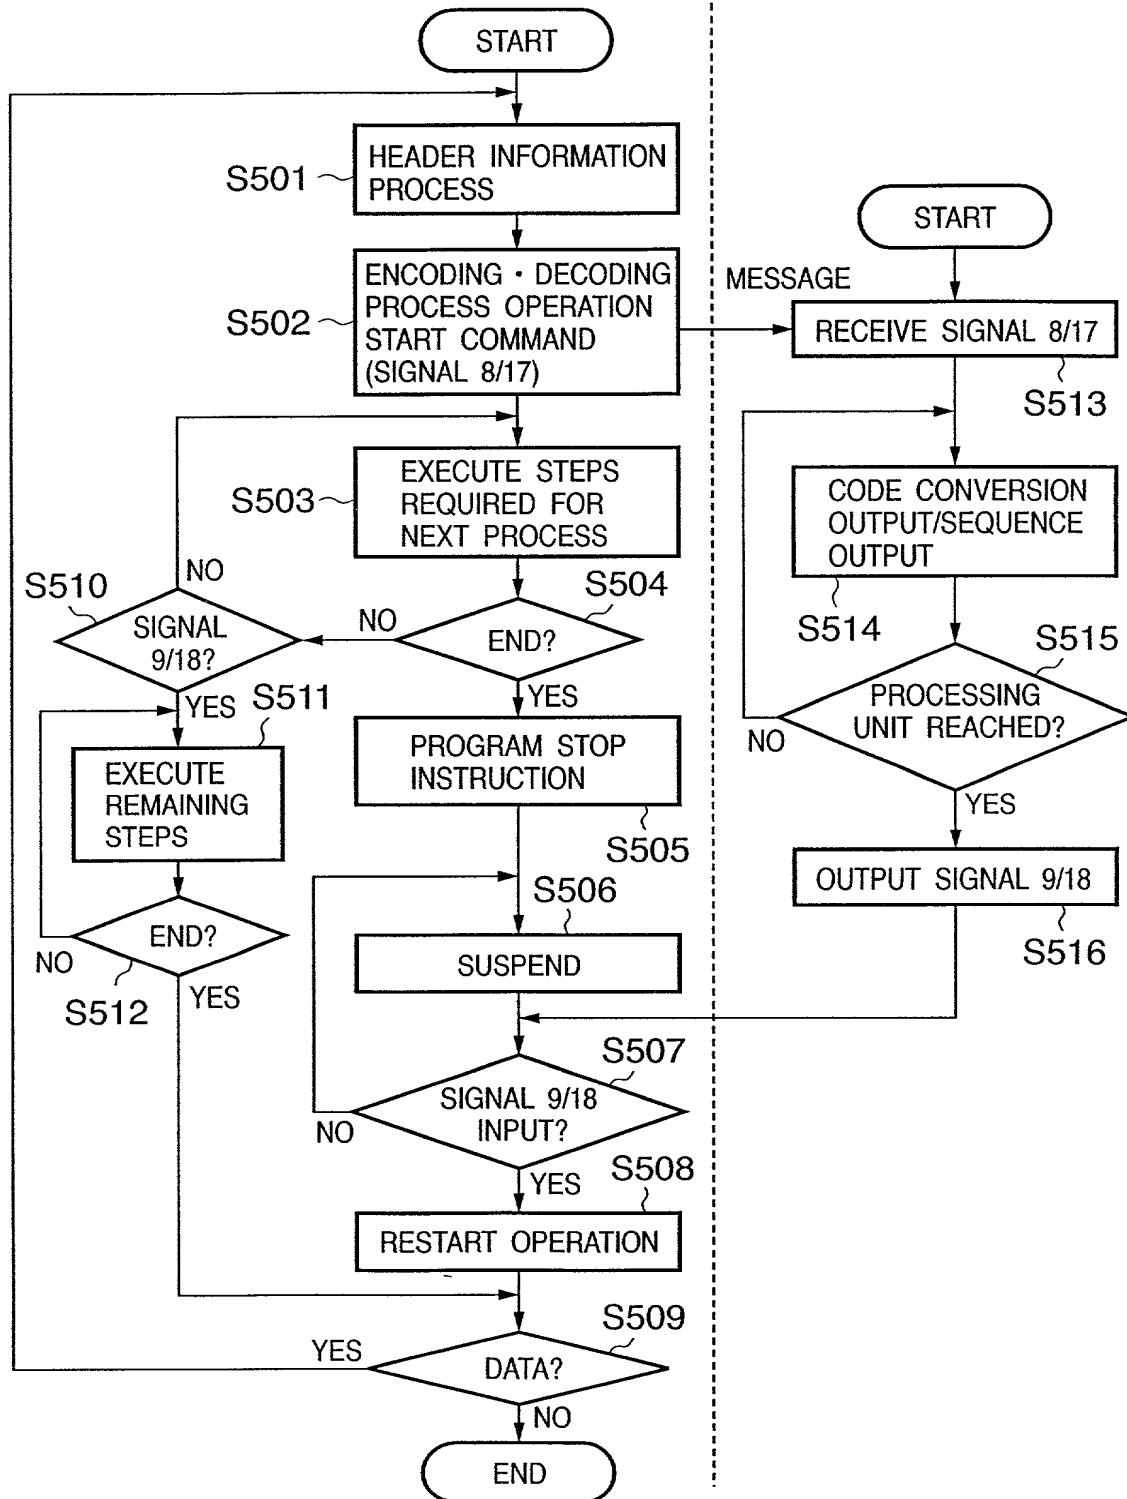 START
HEADER INFORMATION
PROCESS
S501
ENCODING・DECODING
PROCESS OPERATION
START COMMAND
(SIGNAL 8/17)
S502
EXECUTE STEPS
REQUIRED FOR
NEXT PROCESS
S503
END?
S504
NO
YES
SIGNAL
9/18?
S510
NO
YES
EXECUTE
REMAINING
STEPS
S511
END?
S512
NO
YES
PROGRAM STOP
INSTRUCTION
S505
SUSPEND
S506
SIGNAL 9/18
INPUT?
S507
NO
YES
RESTART OPERATION
S508
DATA?
S509
YES
NO
END
START
MESSAGE
RECEIVE SIGNAL 8/17
S513
CODE CONVERSION
OUTPUT/SEQUENCE
OUTPUT
S514
PROCESSING
UNIT REACHED?
S515
NO
YES
OUTPUT SIGNAL 9/18
S516